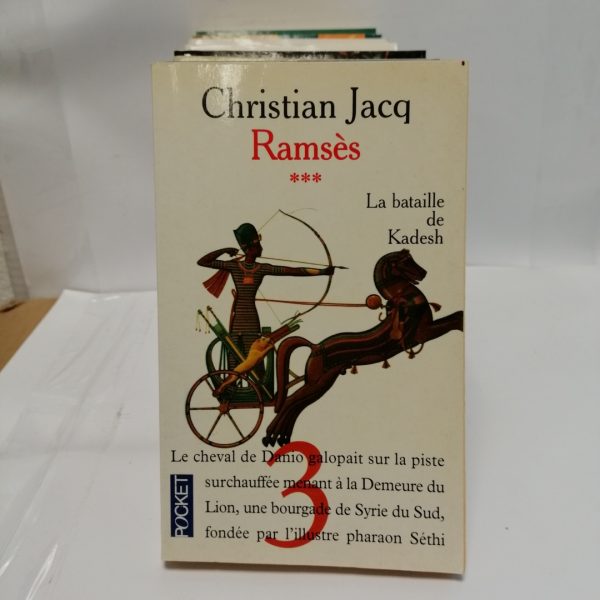 Christian Jacq
Ramsès
***
La bataille
de
Kadesh
Le cheval de Danio galopait sur la piste
surchauffée menant à la Demeure du
Lion, une bourgade de Syrie du Sud,
fondée par l'illustre pharaon Séthi
3
POCKET